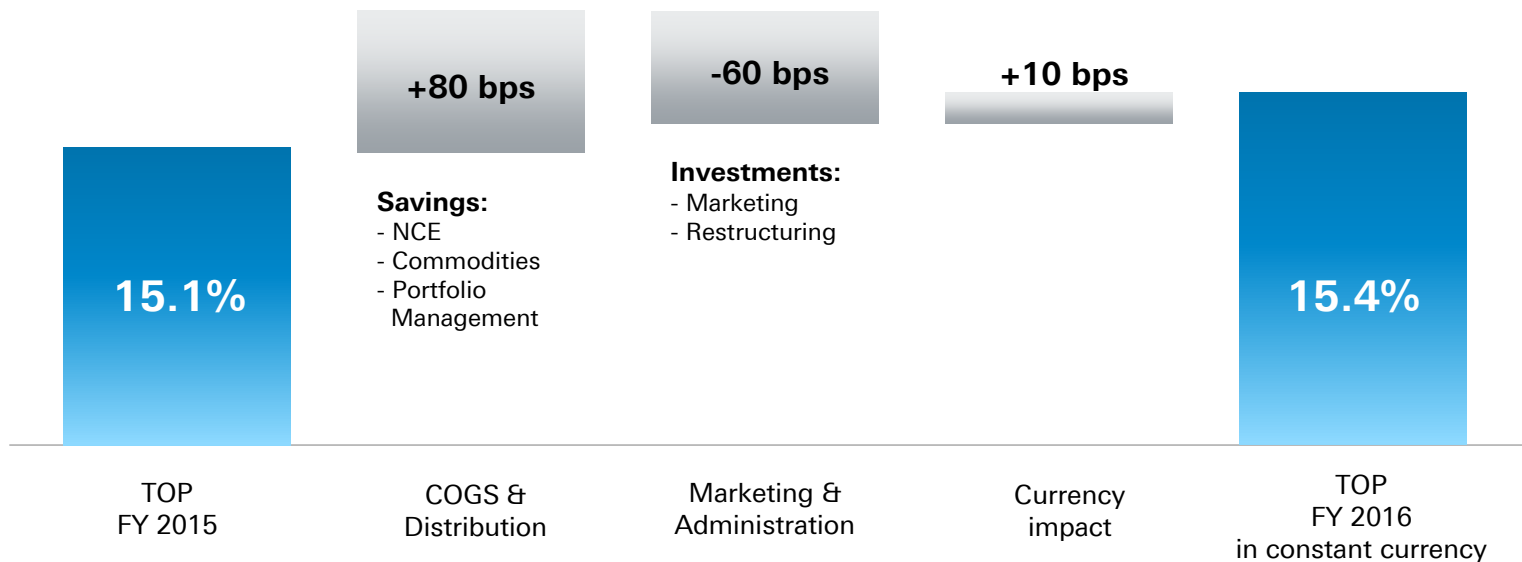 +80 bps
-60 bps
+10 bps
15.1%
Savings:
- NCE
- Commodities
- Portfolio
Management
Investments:
- Marketing
- Restructuring
15.4%
TOP
FY 2015
COGS &
Distribution
Marketing &
Administration
Currency
impact
TOP
FY 2016
in constant currency